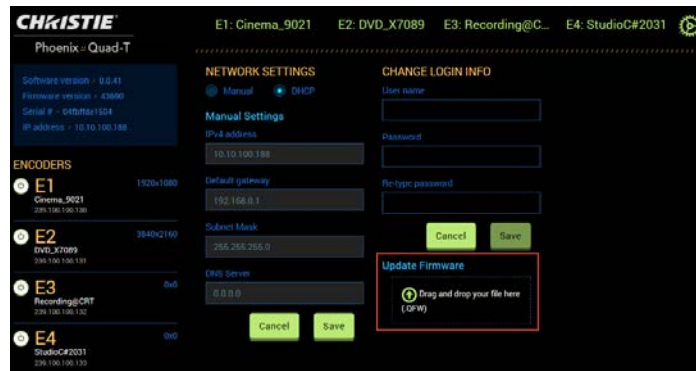 CHRISTIE
Phoenix Quad-T
E1: Cinema_9021
E2: DVD_X7089
E3: Recording@C...
E4: StudioC#2031
Software version - 0.0.41
Firmware version - 43690
IP address - 10.10.100.188
ENCODERS
E1
1920x1080
Cinema_9021
239.100.100.130
E2
3840x2160
DVD_X7089
239.100.100.131
E3
0x0
Recording@CRT
239.100.100.132
E4
0x0
StudioC#2031
239.100.100.133
NETWORK SETTINGS
Manual
DHCP
Manual Settings
IPv4 address
10.10.100.188
Default gateway
192.168.0.1
Subnet Mask
255.255.255.0
DNS Server
0.0.0.0
Cancel
Save
CHANGE LOGIN INFO
User name
Password
Re-type password
Cancel
Save
Update Firmware
Drag and drop your file here
(.QFW)